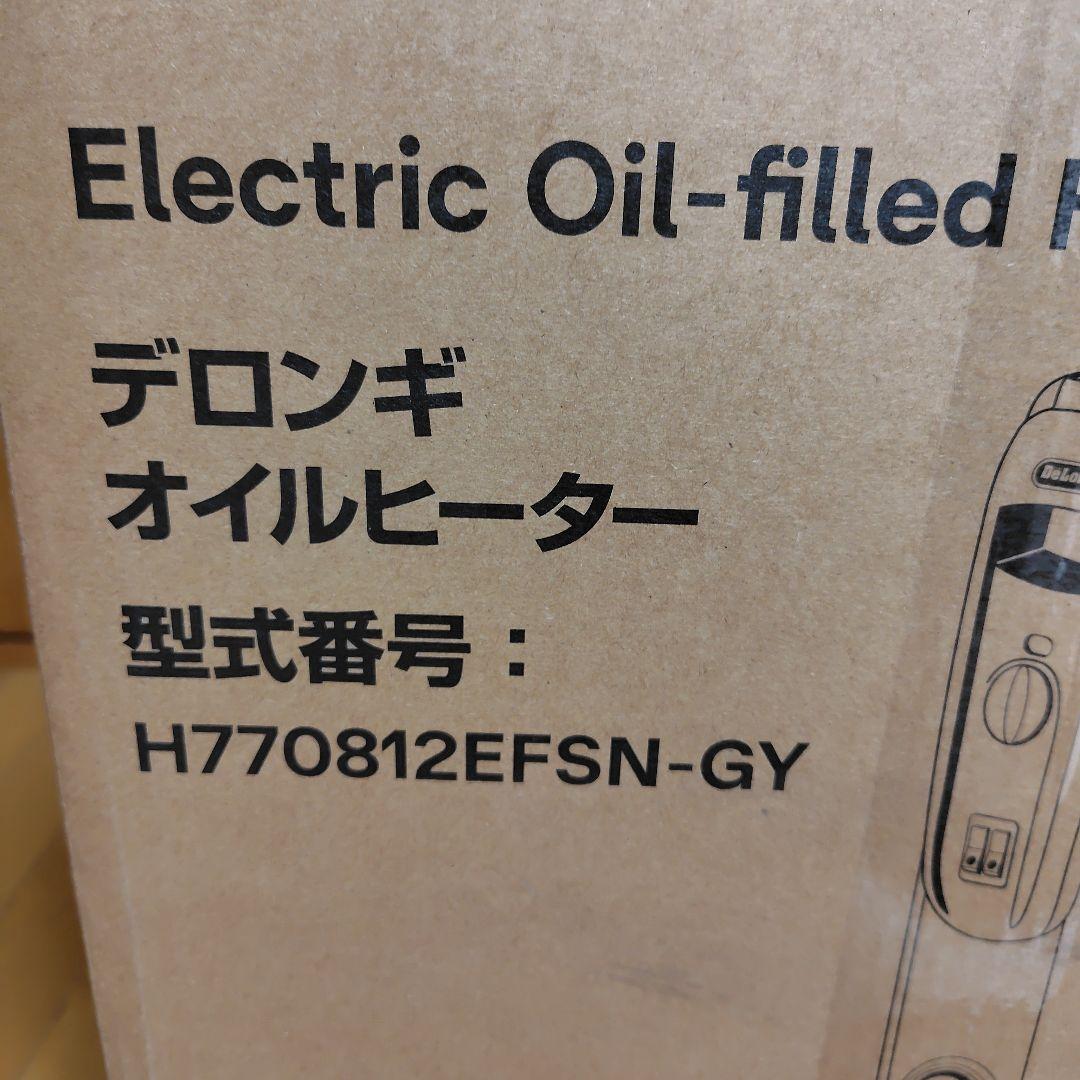 Electric Oil-filled
デロンギ
オイルヒーター
型式番号：
H770812EFSN-GY